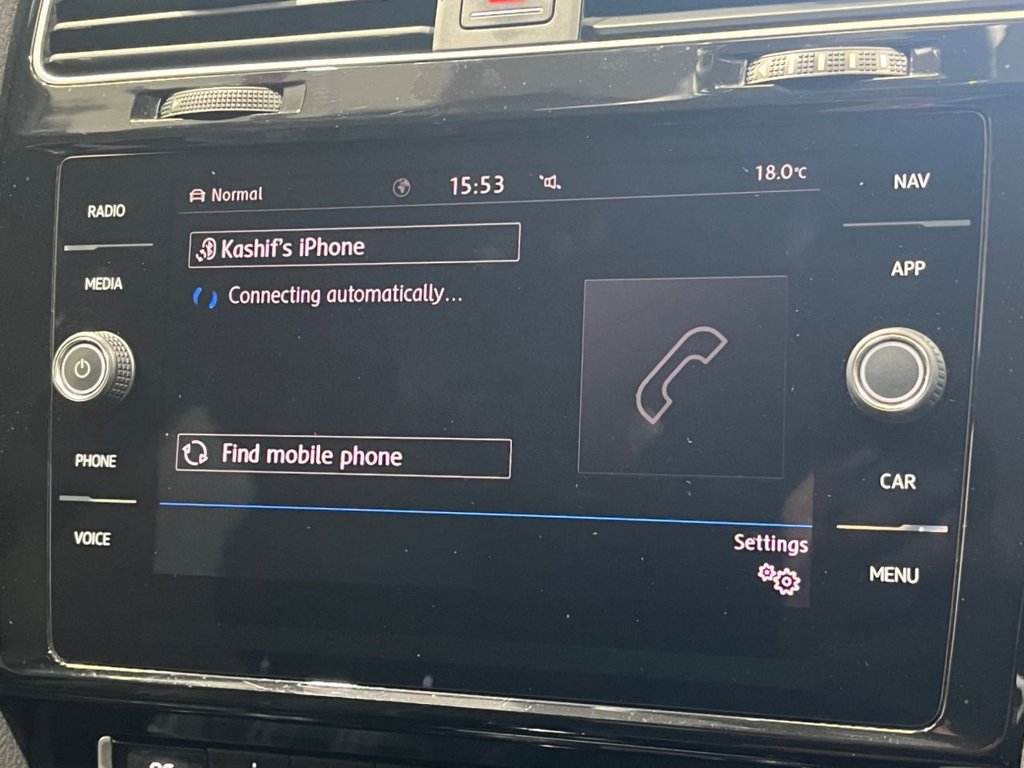 Normal
15:53
18.0°C
NAV
RADIO
Kashif's iPhone
APP
MEDIA
Connecting automatically...
PHONE
Find mobile phone
CAR
VOICE
Settings
MENU